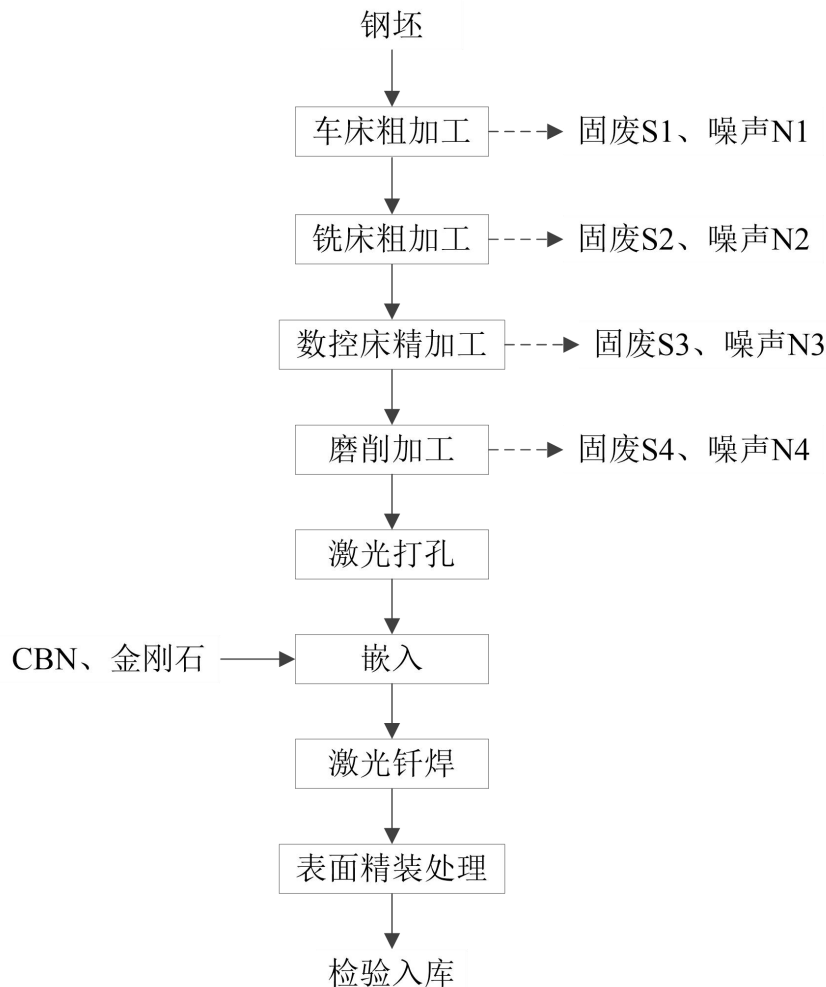 钢坯
车床粗加工 固废S1、噪声N1
铣床粗加工 固废S2、噪声N2
数控床精加工 固废S3、噪声N3
磨削加工 固废S4、噪声N4
激光打孔
CBN、金刚石 嵌入
激光钎焊
表面精装处理
检验入库